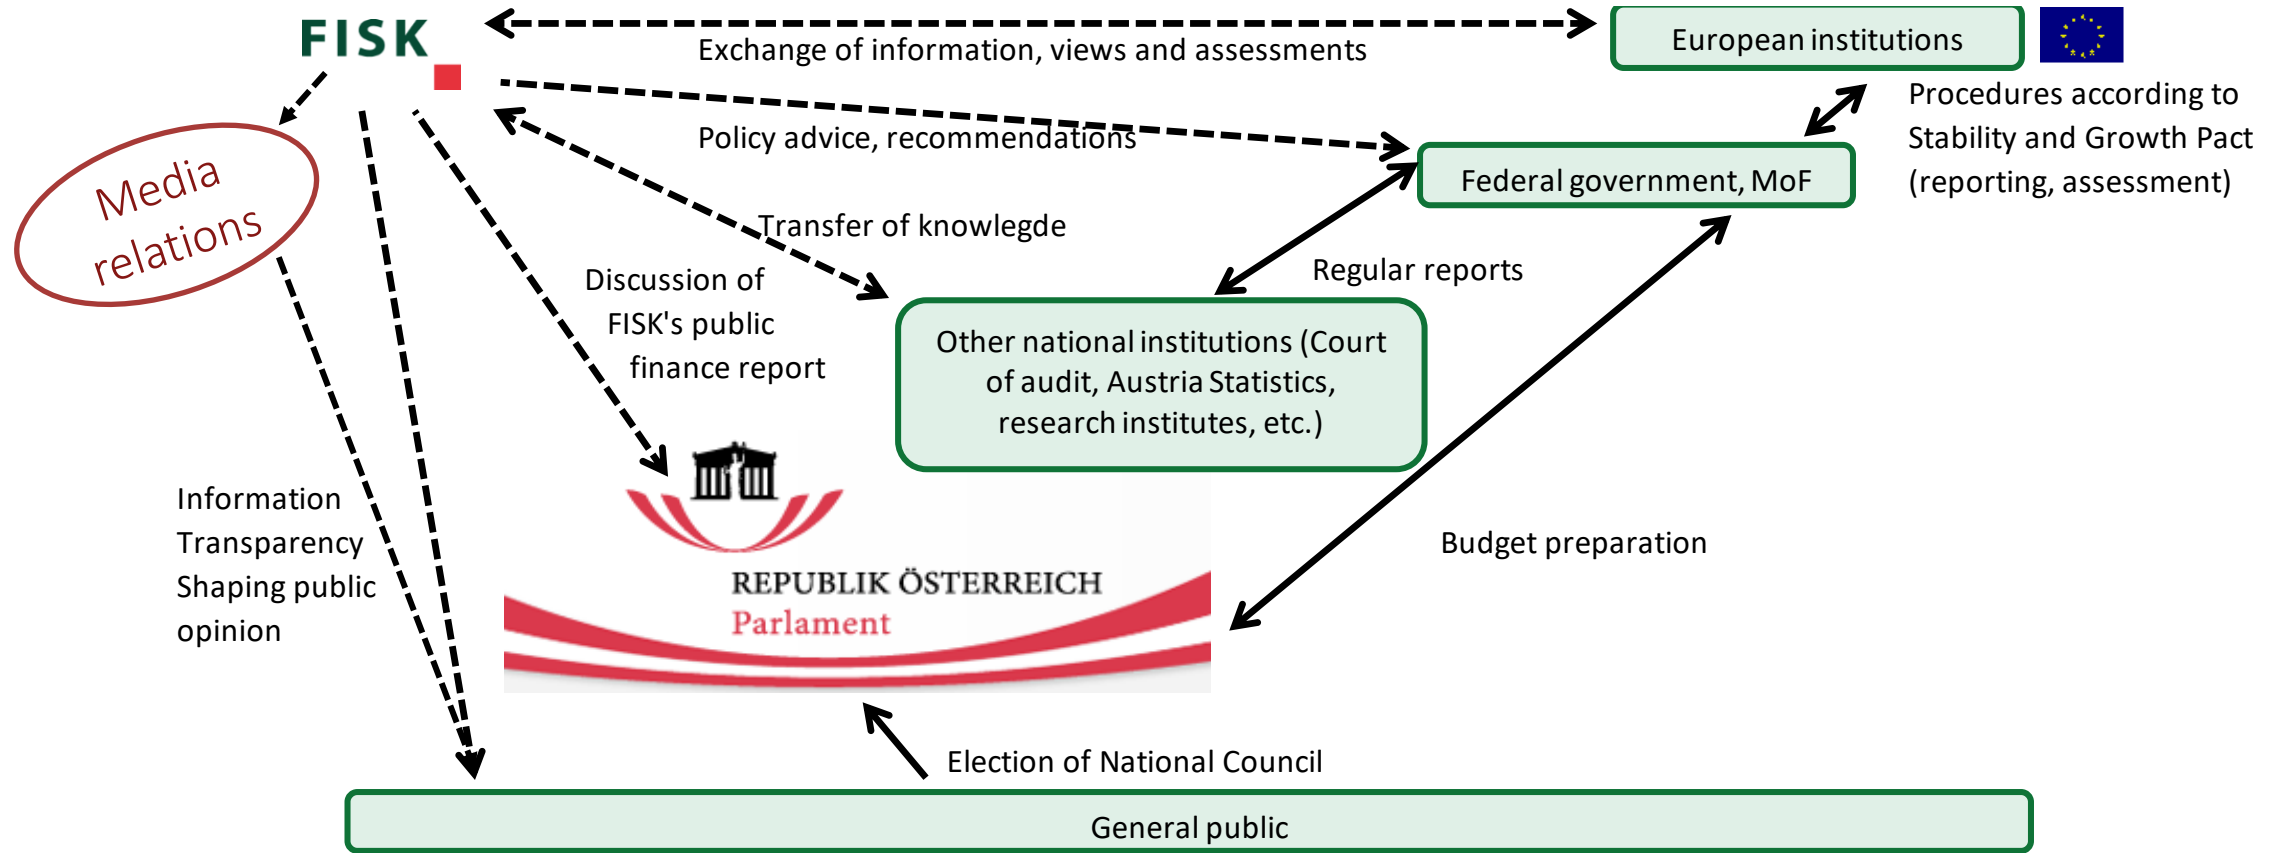 FISK
Exchange of information, views and assessments
European institutions
Procedures according to
Stability and Growth Pact
(reporting, assessment)
Policy advice, recommendations
Federal government, MoF
Media
relations
Transfer of knowlegde
Regular reports
Discussion of
FISK's public
finance report
Other national institutions (Court
of audit, Austria Statistics,
research institutes, etc.)
Information
Transparency
Shaping public
opinion
Budget preparation
REPUBLIK ÖSTERREICH
Parlament
Election of National Council
General public